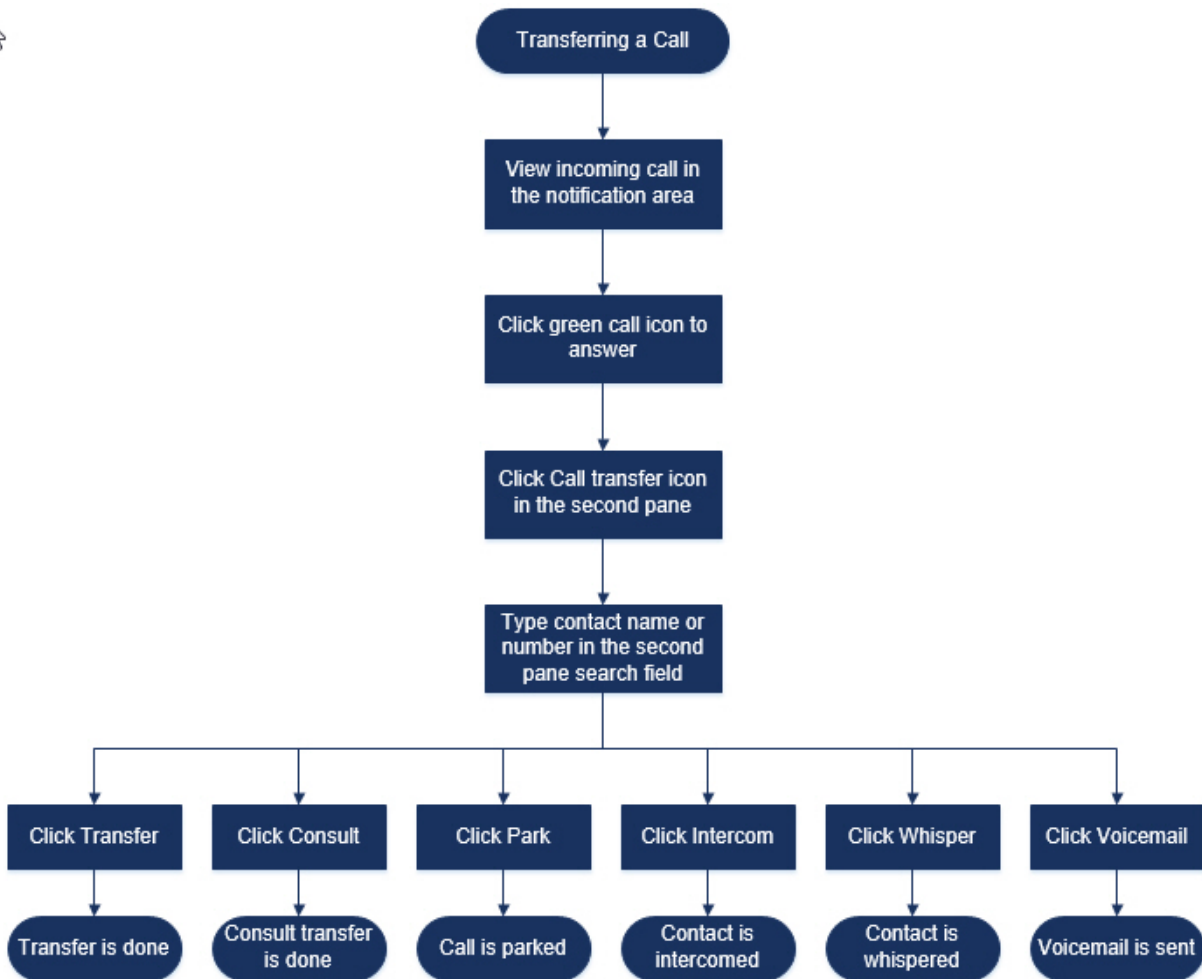 Transferring a Call
View incoming call in
the notification area
Click green call icon to
answer
Click Call transfer icon
in the second pane
Type contact name or
number in the second
pane search field
Click Transfer
Click Consult
Click Park
Click Intercom
Click Whisper
Click Voicemail
Transfer is done
Consult transfer
is done
Call is parked
Contact is
intercomed
Contact is
whispered
Voicemail is sent